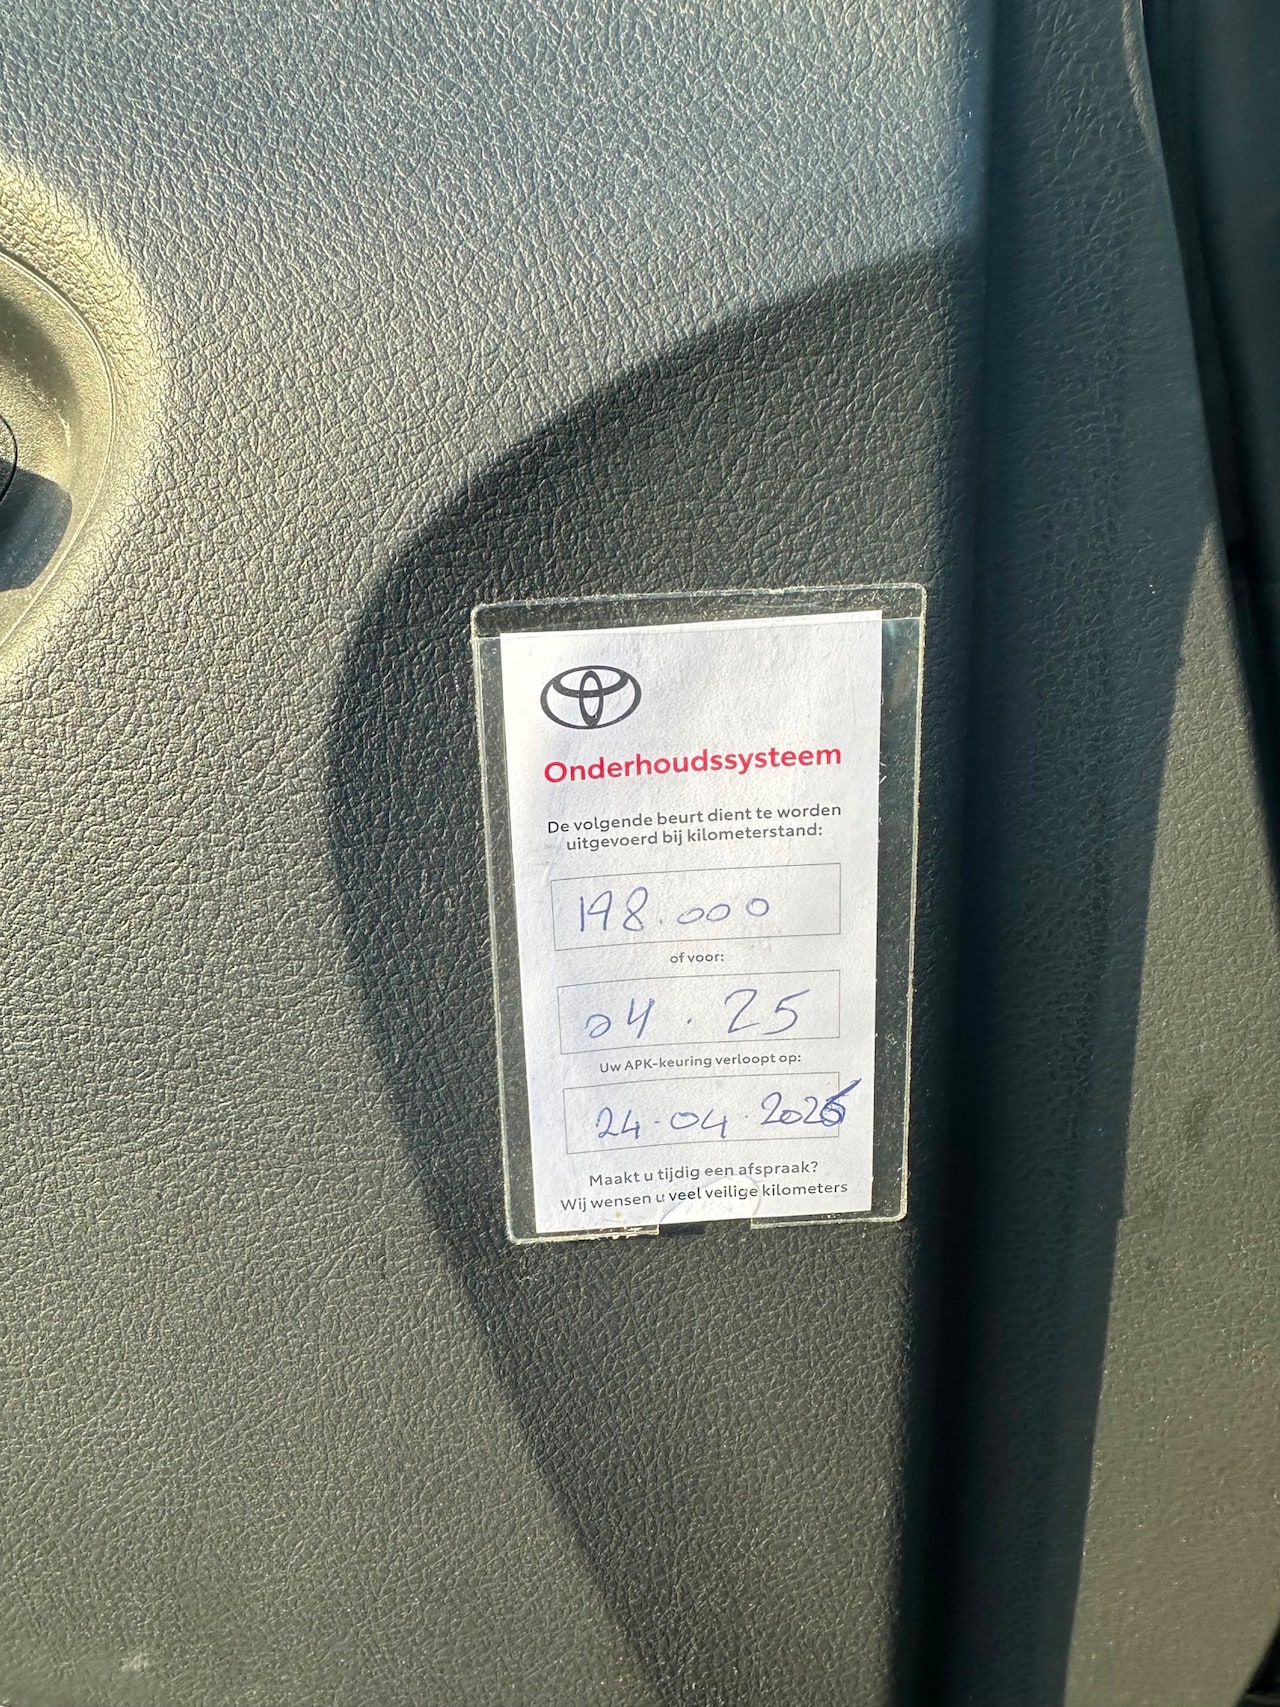 Onderhoudssysteem
De volgende beurt dient te worden
uitgevoerd bij kilometerstand:
198.000
of voor:
04.25
Uw APK-keuring verloopt op:
24-04-2026
Maakt u tijdig een afspraak?
Wij wensen u veel veilige kilometers